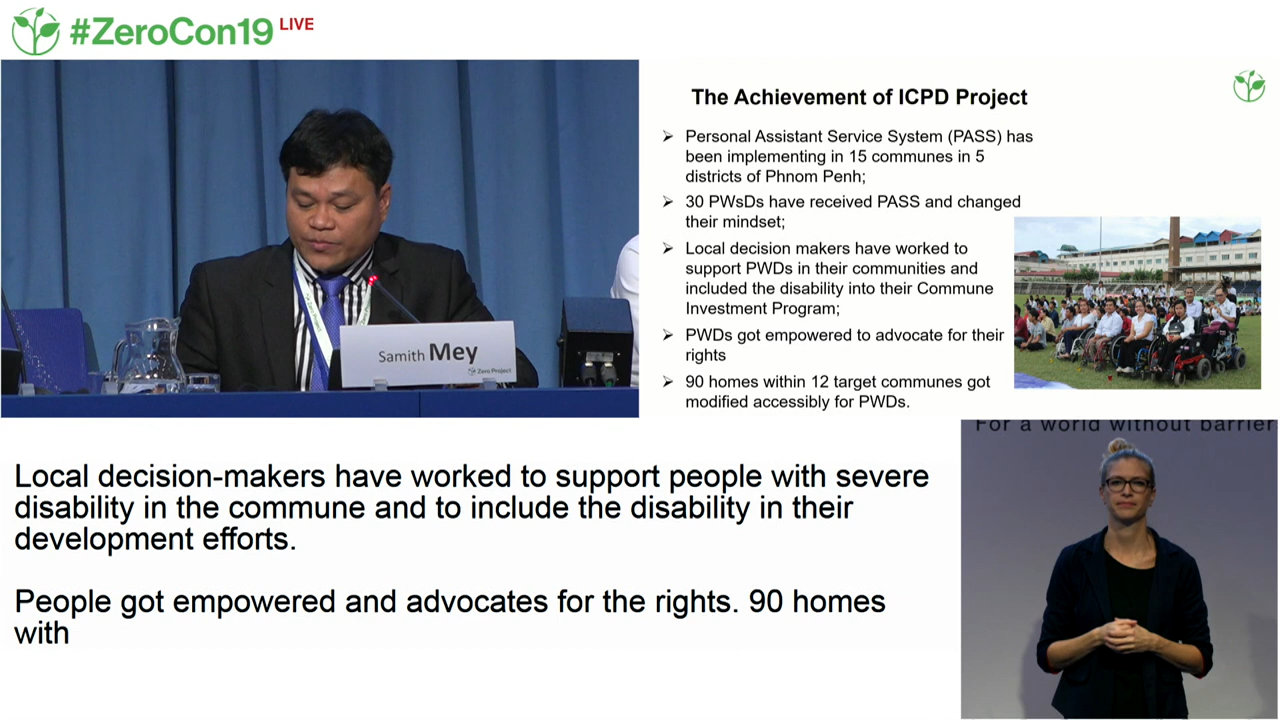 #ZeroCon19 LIVE
Samith Mey
Zero Project
The Achievement of ICPD Project
➢ Personal Assistant Service System (PASS) has
been implementing in 15 communes in 5
districts of Phnom Penh;
➢ 30 PWsDs have received PASS and changed
their mindset;
➢ Local decision makers have worked to
support PWDs in their communities and
included the disability into their Commune
Investment Program;
➢ PWDs got empowered to advocate for their
rights
➢ 90 homes within 12 target communes got
modified accessibly for PWDs.
Local decision-makers have worked to support people with severe
disability in the commune and to include the disability in their
development efforts.
People got empowered and advocates for the rights. 90 homes
with
For a world without barrier